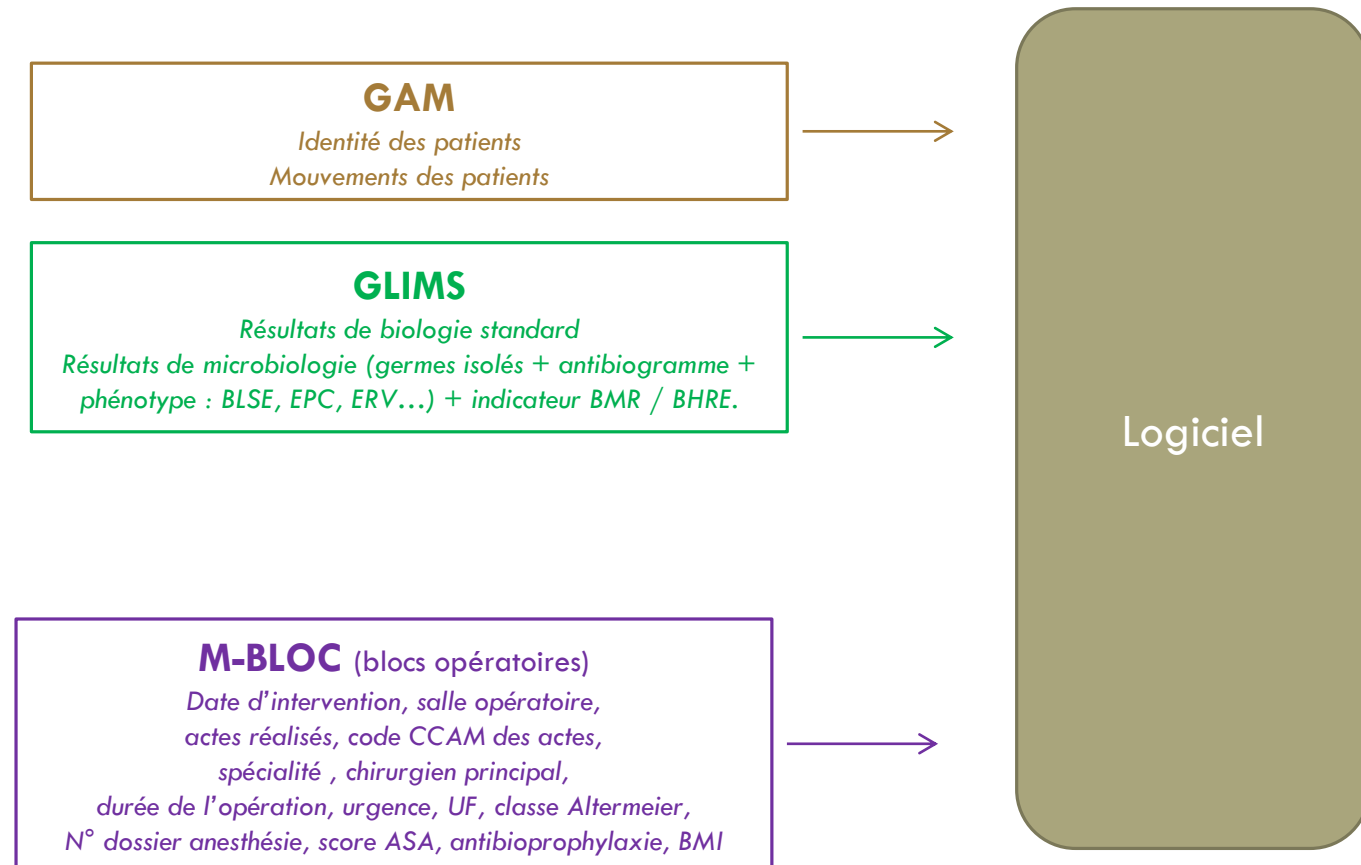 GAM
Identité des patients
Mouvements des patients
GLIMS
Résultats de biologie standard
Résultats de microbiologie (germes isolés + antibiogramme +
phénotype : BLSE, EPC, ERV...) + indicateur BMR / BHRE.
M-BLOC (blocs opératoires)
Date d’intervention, salle opératoire,
actes réalisés, code CCAM des actes,
spécialité , chirurgien principal,
durée de l’opération, urgence, UF, classe Altermeier,
N° dossier anesthésie, score ASA, antibioprophylaxie, BMI
Logiciel